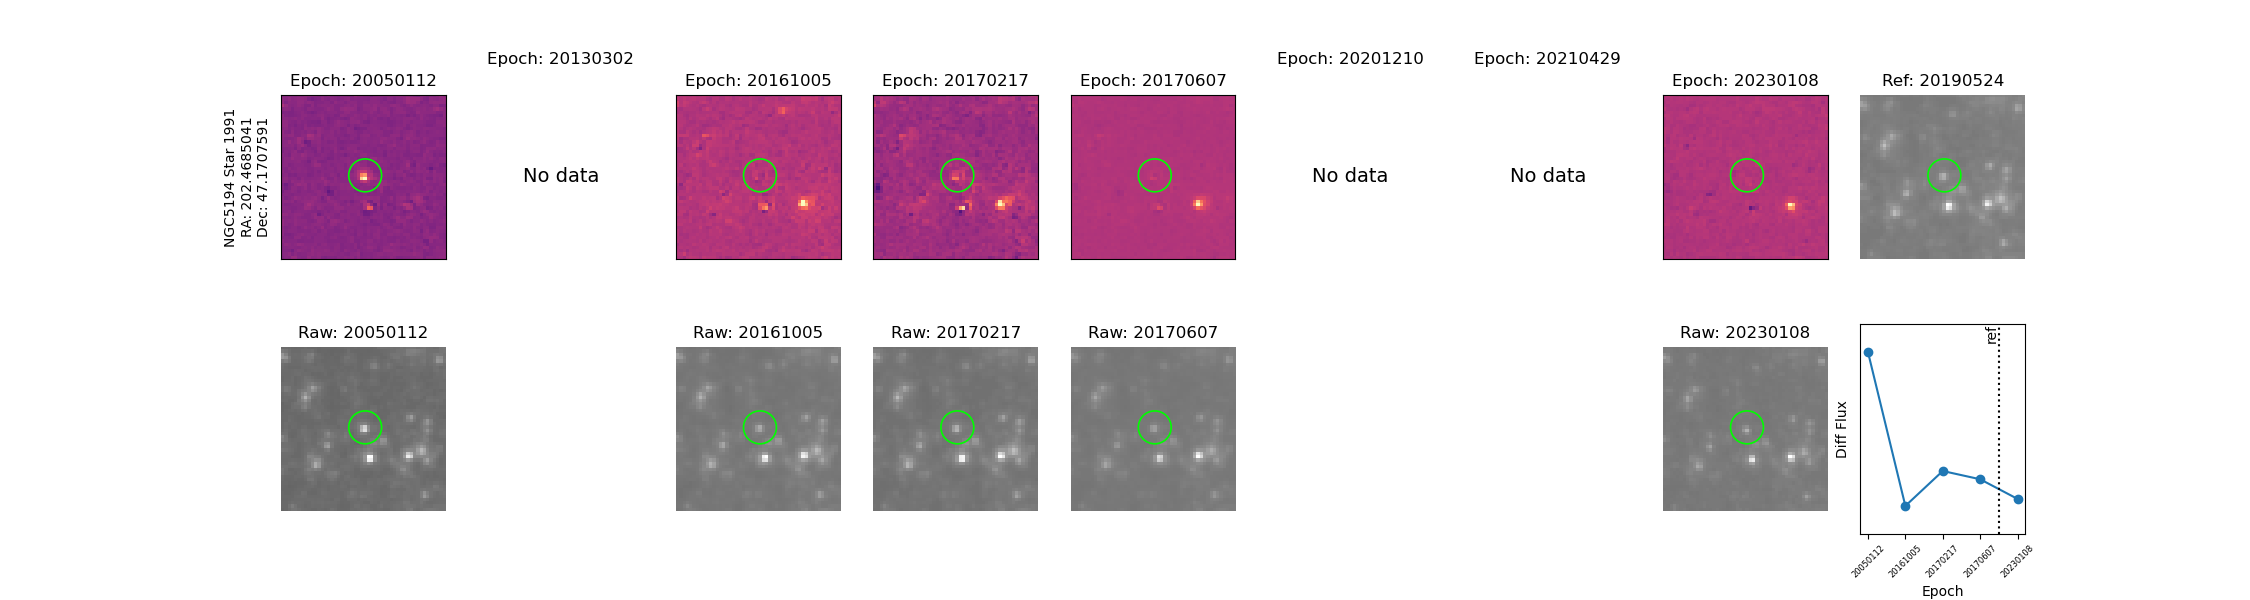 Epoch: 20050112
Epoch: 20130302
Epoch: 20161005
Epoch: 20170217
Epoch: 20170607
Epoch: 20201210
Epoch: 20210429
Epoch: 20230108
Ref: 20190524
NGC5194 Star 1991
RA: 202.4685041
Dec: 47.1707591
No data
No data
No data
Raw: 20050112
Raw: 20161005
Raw: 20170217
Raw: 20170607
Raw: 20230108
ref
Diff Flux
20050112
20161005
20170217
20170607
20230108
Epoch